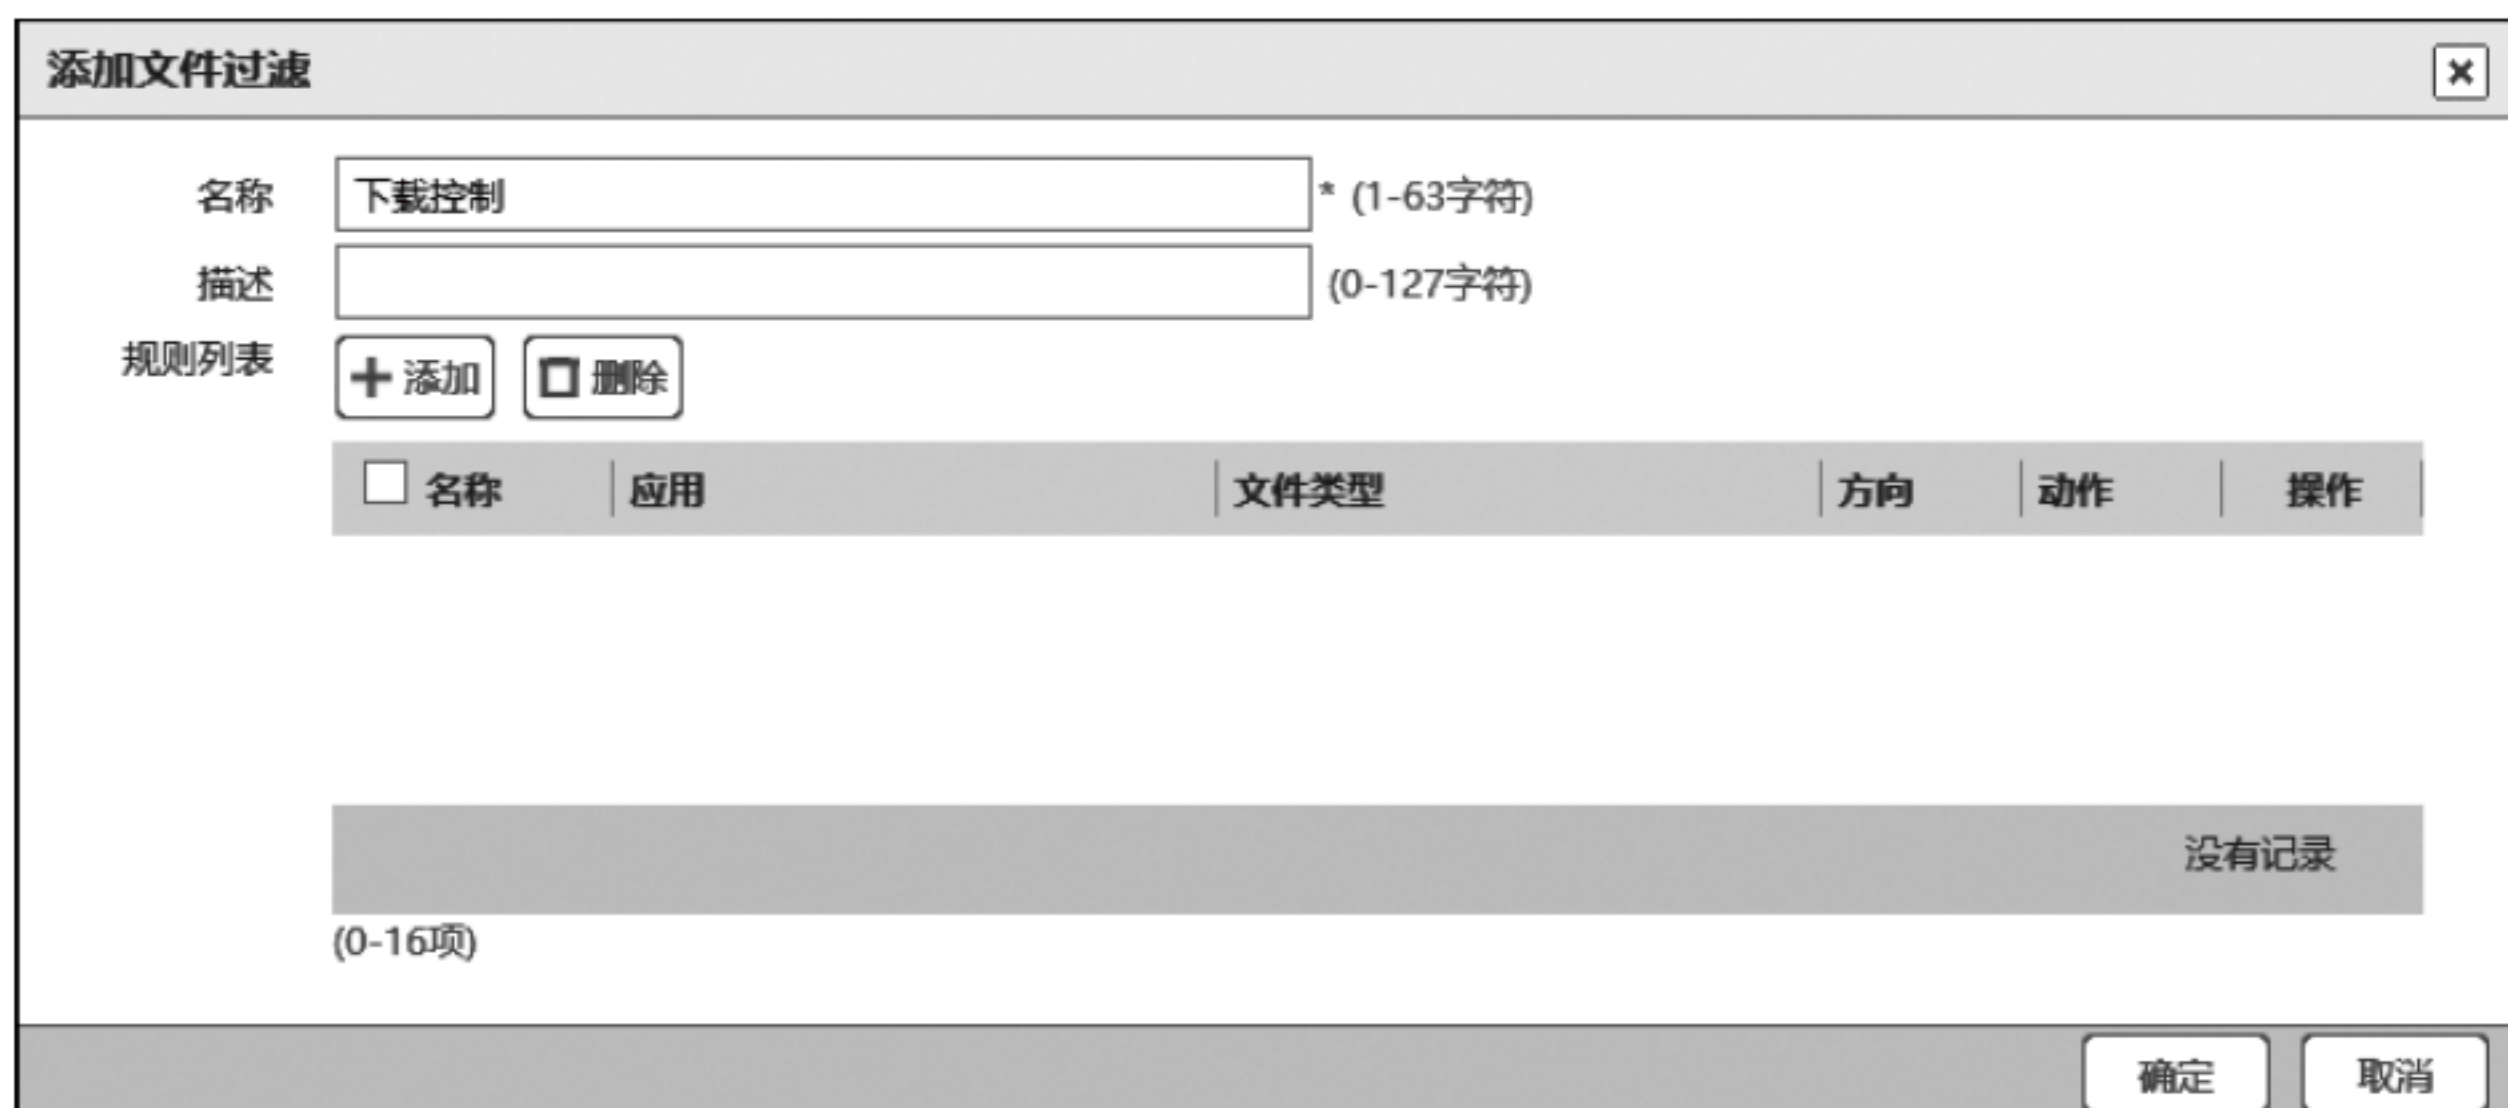 添加文件过滤
名称 下载控制 * (1-63字符)
描述 (0-127字符)
规则列表 添加 删除
名称 应用 文件类型 方向 动作 操作
没有记录
(0-16项)
确定 取消